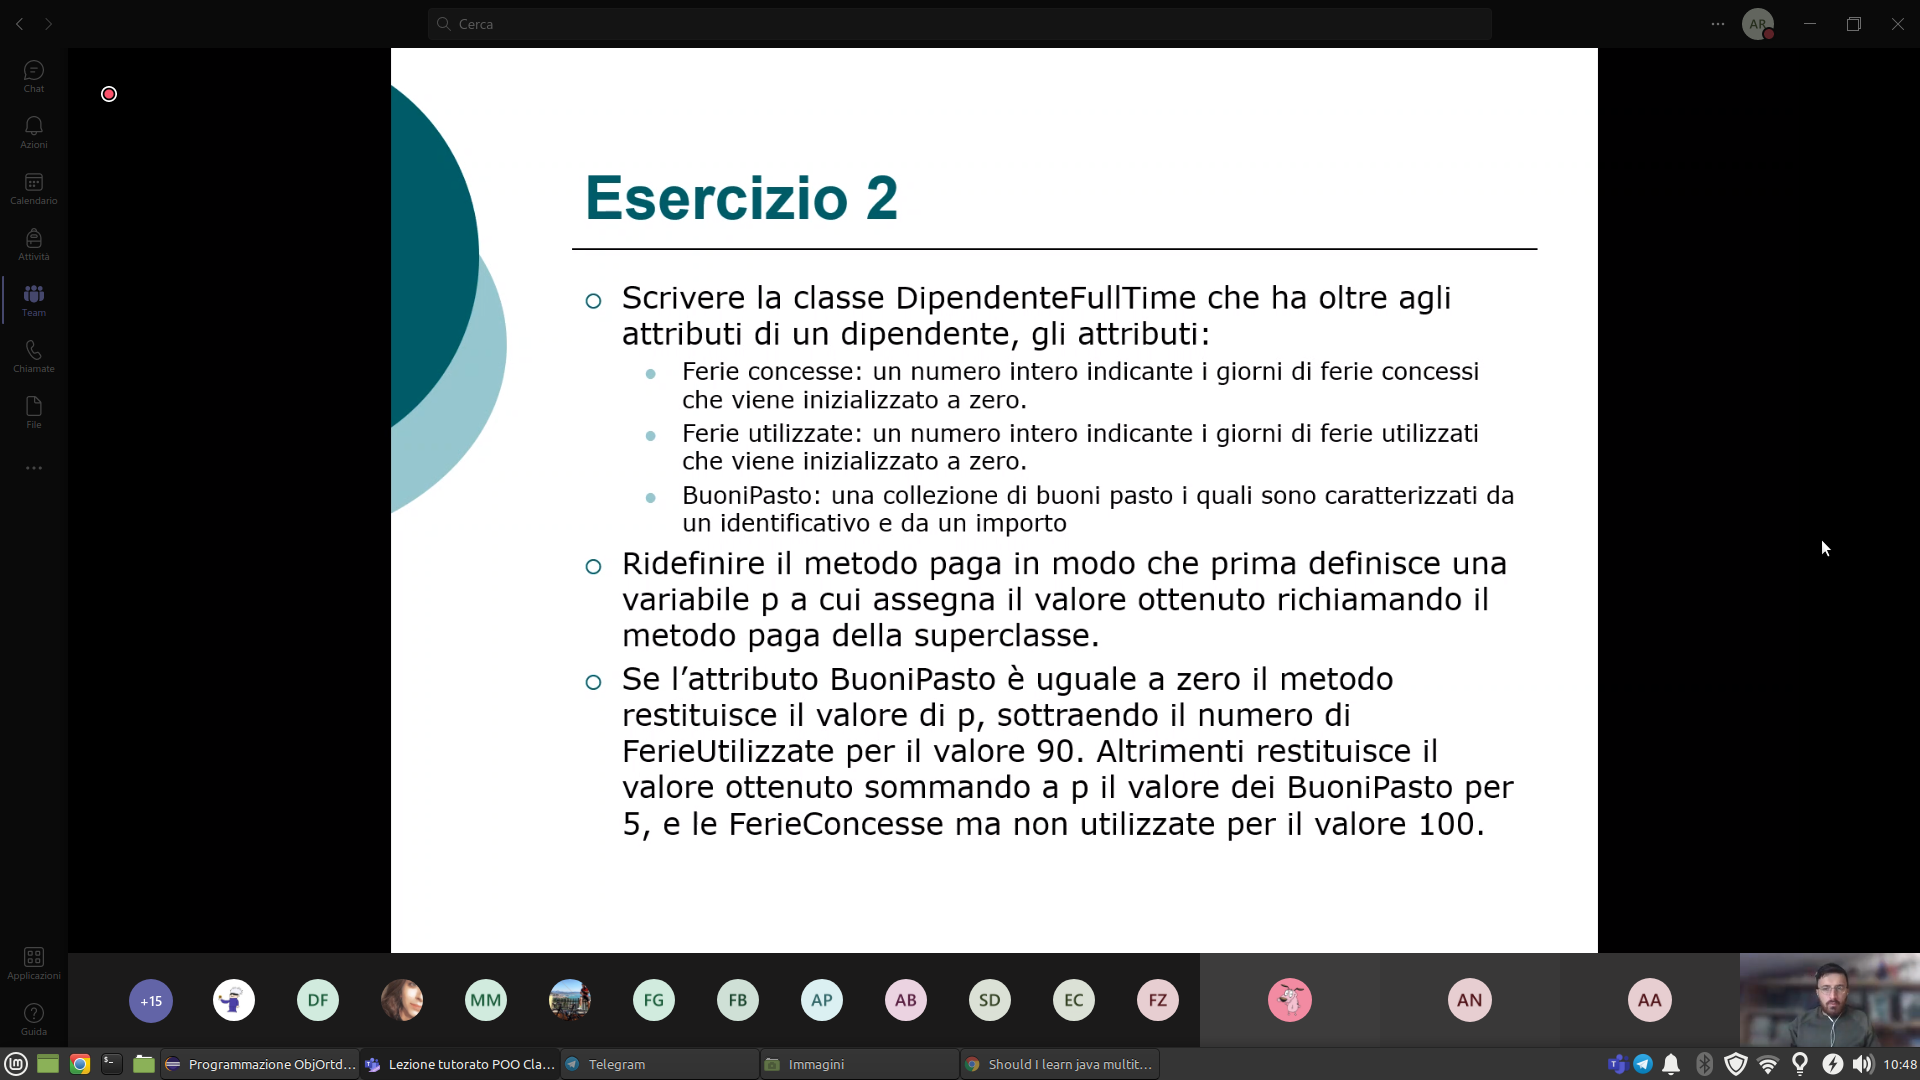 Cerca
AR
Chat
Azioni
Calendario
Attività
Team
Chiamate
File
Applicazioni
Guida
Esercizio 2
Scrivere la classe DipendenteFullTime che ha oltre agli
attributi di un dipendente, gli attributi:
Ferie concesse: un numero intero indicante i giorni di ferie concessi
che viene inizializzato a zero.
Ferie utilizzate: un numero intero indicante i giorni di ferie utilizzati
che viene inizializzato a zero.
BuoniPasto: una collezione di buoni pasto i quali sono caratterizzati da
un identificativo e da un importo
Ridefinire il metodo paga in modo che prima definisce una
variabile p a cui assegna il valore ottenuto richiamando il
metodo paga della superclasse.
Se l’attributo BuoniPasto è uguale a zero il metodo
restituisce il valore di p, sottraendo il numero di
FerieUtilizzate per il valore 90. Altrimenti restituisce il
valore ottenuto sommando a p il valore dei BuoniPasto per
5, e le FerieConcesse ma non utilizzate per il valore 100.
+15 DF MM FG FB AP AB SD EC FZ AN AA
Programmazione ObjOrtd... Lezione tutorato POO Cla... Telegram Immagini Should I learn java multit... 10:48